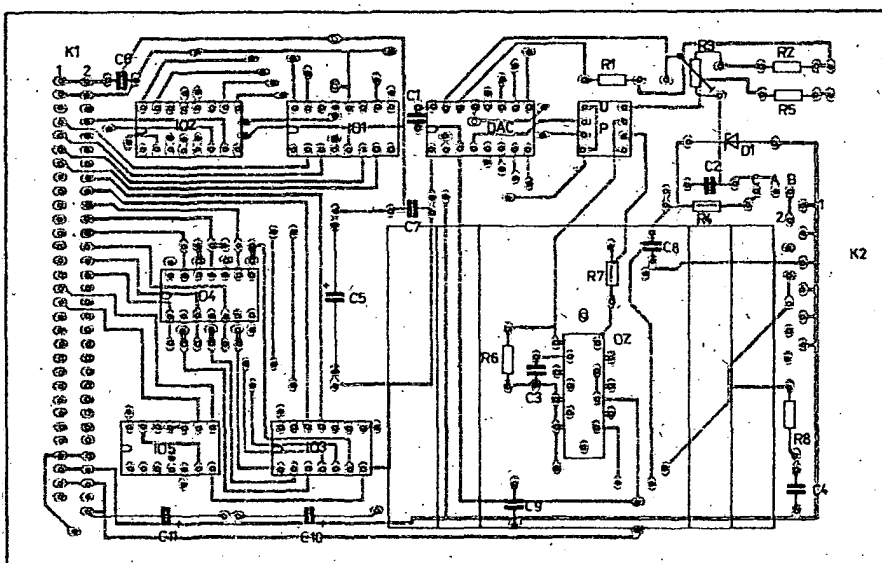 K1
1 2
C6
IO2
IO1
C1
DAC
R1
U
P
R3
R2
R5
D1
C2
C A B
R4
1
2
K2
C7
C8
IO4
C5
R7
R6
C3
OZ
R8
IO5
IO3
C9
C4
C11
C10